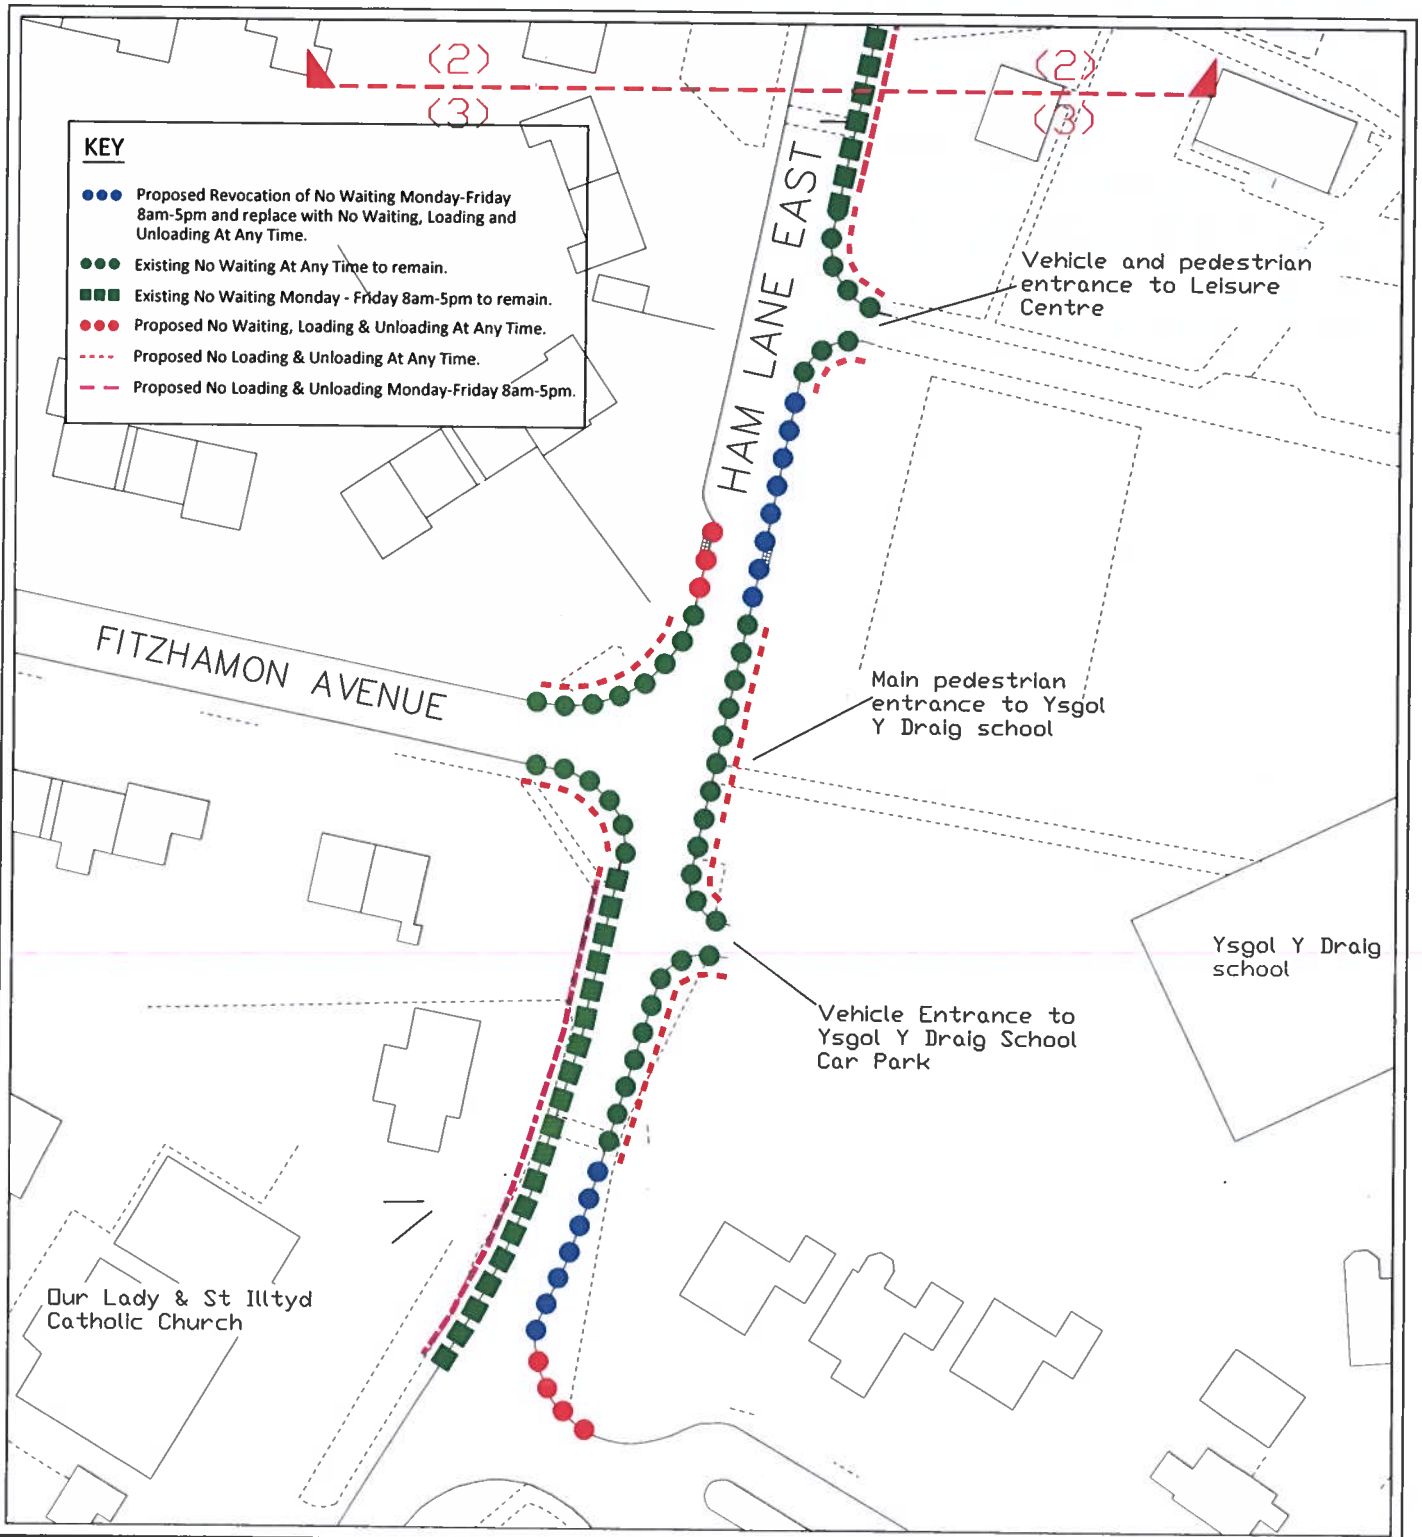 (2)
(2)
(3)
(3)
KEY
Proposed Revocation of No Waiting Monday-Friday
8am-5pm and replace with No Waiting, Loading and
Unloading At Any Time.
Existing No Waiting At Any Time to remain.
Existing No Waiting Monday - Friday 8am-5pm to remain.
Proposed No Waiting, Loading & Unloading At Any Time.
Proposed No Loading & Unloading At Any Time.
Proposed No Loading & Unloading Monday-Friday 8am-5pm.
HAM LANE EAST
Vehicle and pedestrian
entrance to Leisure
Centre
FITZHAMON AVENUE
Main pedestrian
entrance to Ysgol
Y Draig school
Ysgol Y Draig
school
Vehicle Entrance to
Ysgol Y Draig School
Car Park
Our Lady & St Illtyd
Catholic Church